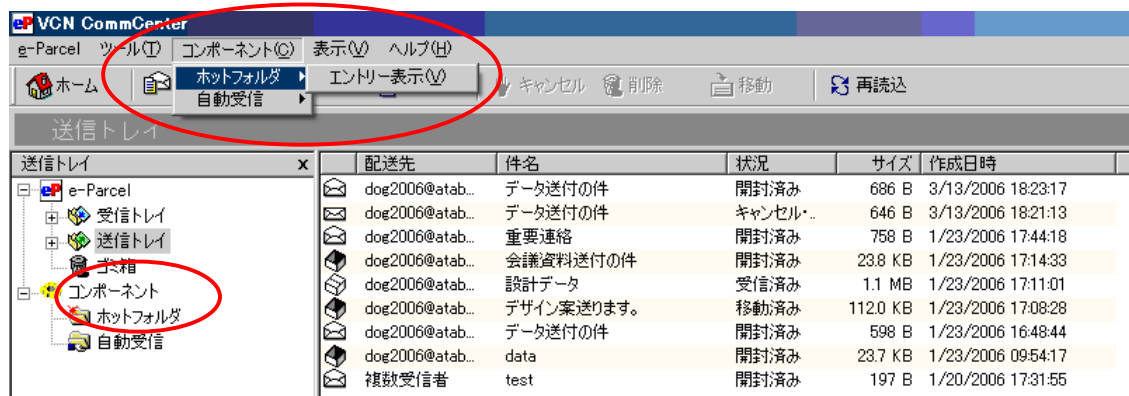 eP VCN CommCenter
e-Parcel ツール(T) コンポーネント(C) 表示(V) ヘルプ(H)
ホーム ホットフォルダ エントリー表示(V) キャンセル 削除 移動 再読込
自動受信
送信トレイ
送信トレイ x 配送先 件名 状況 サイズ 作成日時
eP e-Parcel dog2006@atab... データ送付の件 開封済み 686 B 3/13/2006 18:23:17
受信トレイ dog2006@atab... データ送付の件 キャンセル・.. 646 B 3/13/2006 18:21:13
送信トレイ dog2006@atab... 重要連絡 開封済み 758 B 1/23/2006 17:44:18
ゴミ箱 dog2006@atab... 会議資料送付の件 開封済み 23.8 KB 1/23/2006 17:14:33
コンポーネント dog2006@atab... 設計データ 受信済み 1.1 MB 1/23/2006 17:11:01
ホットフォルダ dog2006@atab... デザイン案送ります。 移動済み 112.0 KB 1/23/2006 17:08:28
自動受信 dog2006@atab... データ送付の件 開封済み 598 B 1/23/2006 16:48:44
dog2006@atab... data 開封済み 23.7 KB 1/23/2006 09:54:17
複数受信者 test 開封済み 197 B 1/20/2006 17:31:55